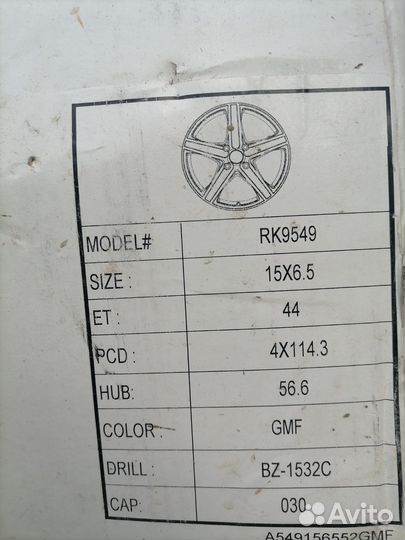 MODEL# RK9549
SIZE : 15X6.5
ET : 44
PCD : 4X114.3
HUB: 56.6
COLOR : GMF
DRILL : BZ-1532C
CAP: 030
A549156552GMF
Avito